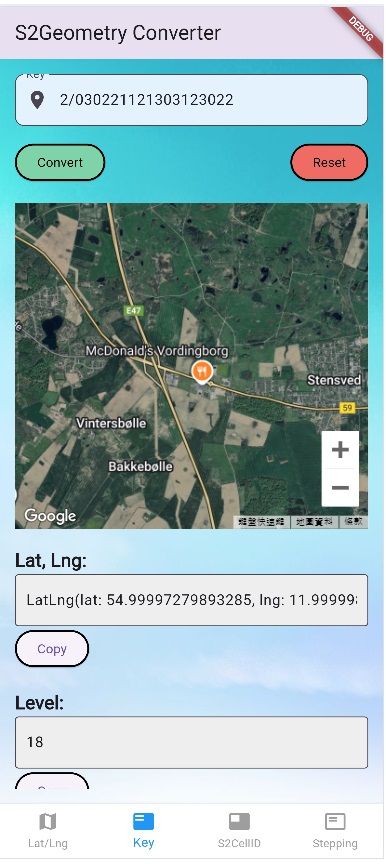 S2Geometry Converter
DEBUG
Key
2/030221121303123022
Convert
Reset
E47
McDonald's Vordingborg
Stensved
59
Vintersbølle
Bakkebølle
+
−
Google
鍵盤快速鍵
地圖資料
條款
Lat, Lng:
LatLng(lat: 54.99997279893285, lng: 11.999998
Copy
Level:
18
Lat/Lng
Key
S2CellID
Stepping